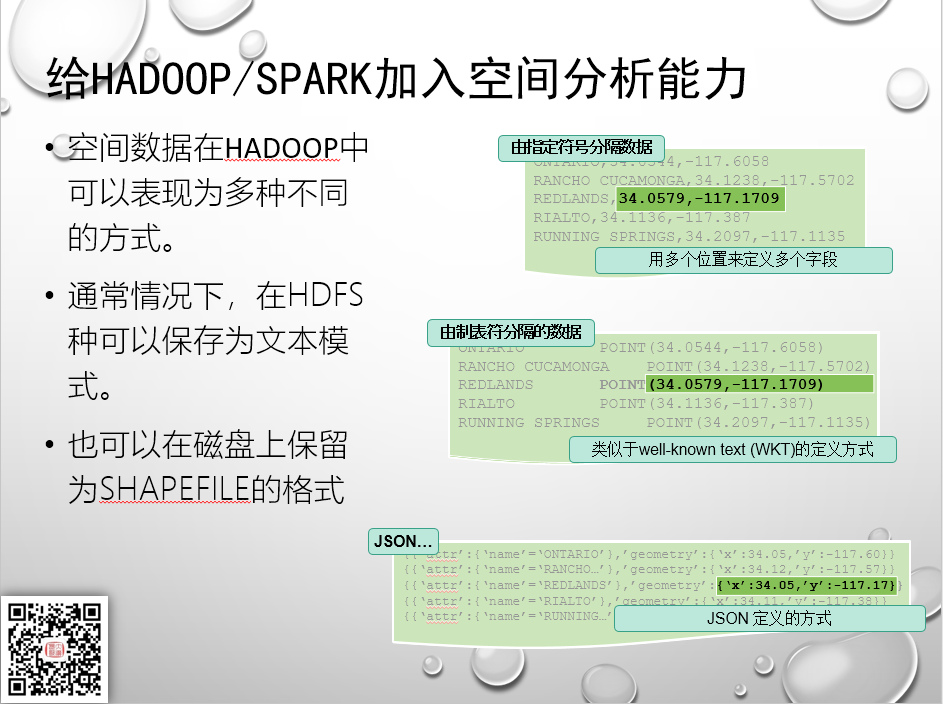 给HADOOP/SPARK加入空间分析能力
• 空间数据在HADOOP中
可以表现为多种不同
的方式。
• 通常情况下，在HDFS
种可以保存为文本模
式。
• 也可以在磁盘上保留
为SHAPEFILE的格式
由指定符号分隔数据
ONTARIO,34.0544,-117.6058
RANCHO CUCAMONGA,34.1238,-117.5702
REDLANDS,34.0579,-117.1709
RIALTO,34.1136,-117.387
RUNNING SPRINGS,34.2097,-117.1135
用多个位置来定义多个字段
由制表符分隔的数据
ONTARIO POINT(34.0544,-117.6058)
RANCHO CUCAMONGA POINT(34.1238,-117.5702)
REDLANDS POINT(34.0579,-117.1709)
RIALTO POINT(34.1136,-117.387)
RUNNING SPRINGS POINT(34.2097,-117.1135)
类似于well-known text (WKT)的定义方式
JSON…
{{‘attr’:{‘name’=‘ONTARIO’},’geometry’:{‘x’:34.05,’y’:-117.60}}
{{‘attr’:{‘name’=‘RANCHO…’},’geometry’:{‘x’:34.12,’y’:-117.57}}
{{‘attr’:{‘name’=‘REDLANDS’},’geometry’:{‘x’:34.05,’y’:-117.17}}
{{‘attr’:{‘name’=‘RIALTO’},’geometry’:{‘x’:34.11,’y’:-117.38}}
{{‘attr’:{‘name’=‘RUNNING…’
JSON 定义的方式